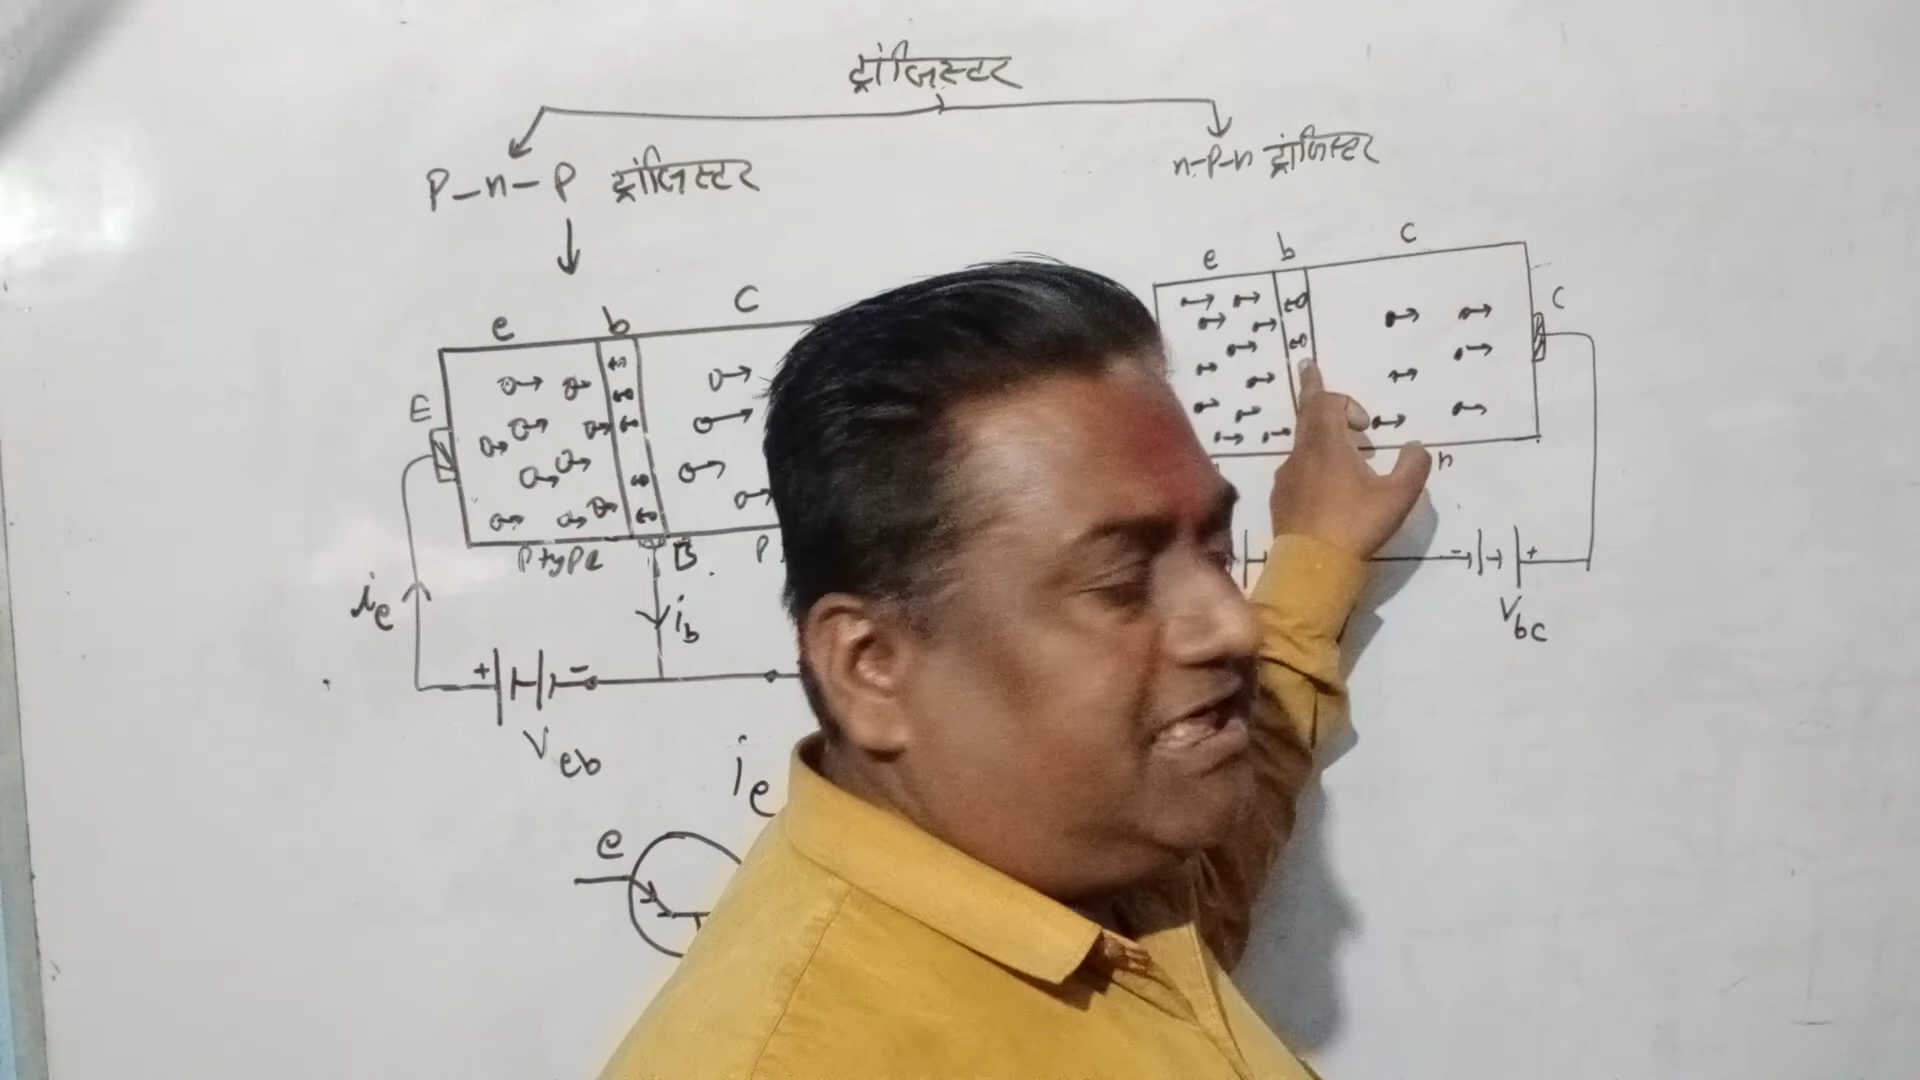 ट्रांजिस्टर
P-n-P ट्रांजिस्टर
n-P-n ट्रांजिस्टर
e b C
e b C
E
C
P type B P
n
ie
ib
+ -
- +
Veb
Vbc
ie
e